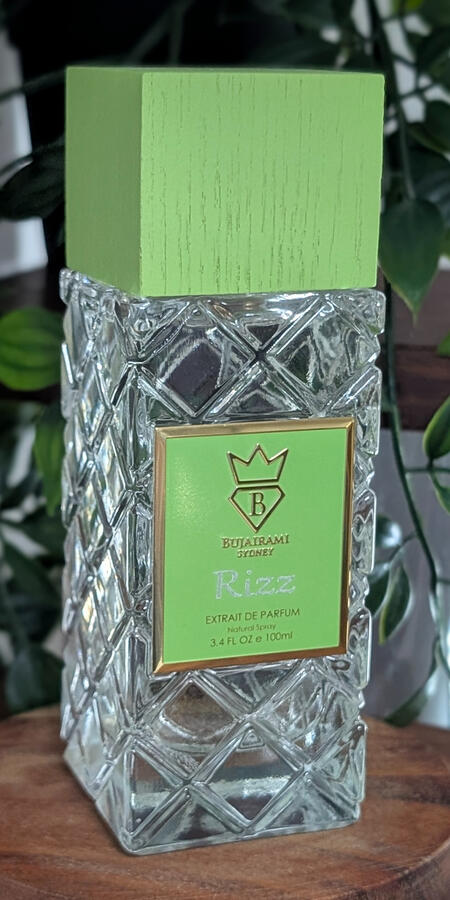 B
BUJAIRAMI
SYDNEY
Rizz
EXTRAIT DE PARFUM
Natural Spray
3.4 FL OZ e 100ml